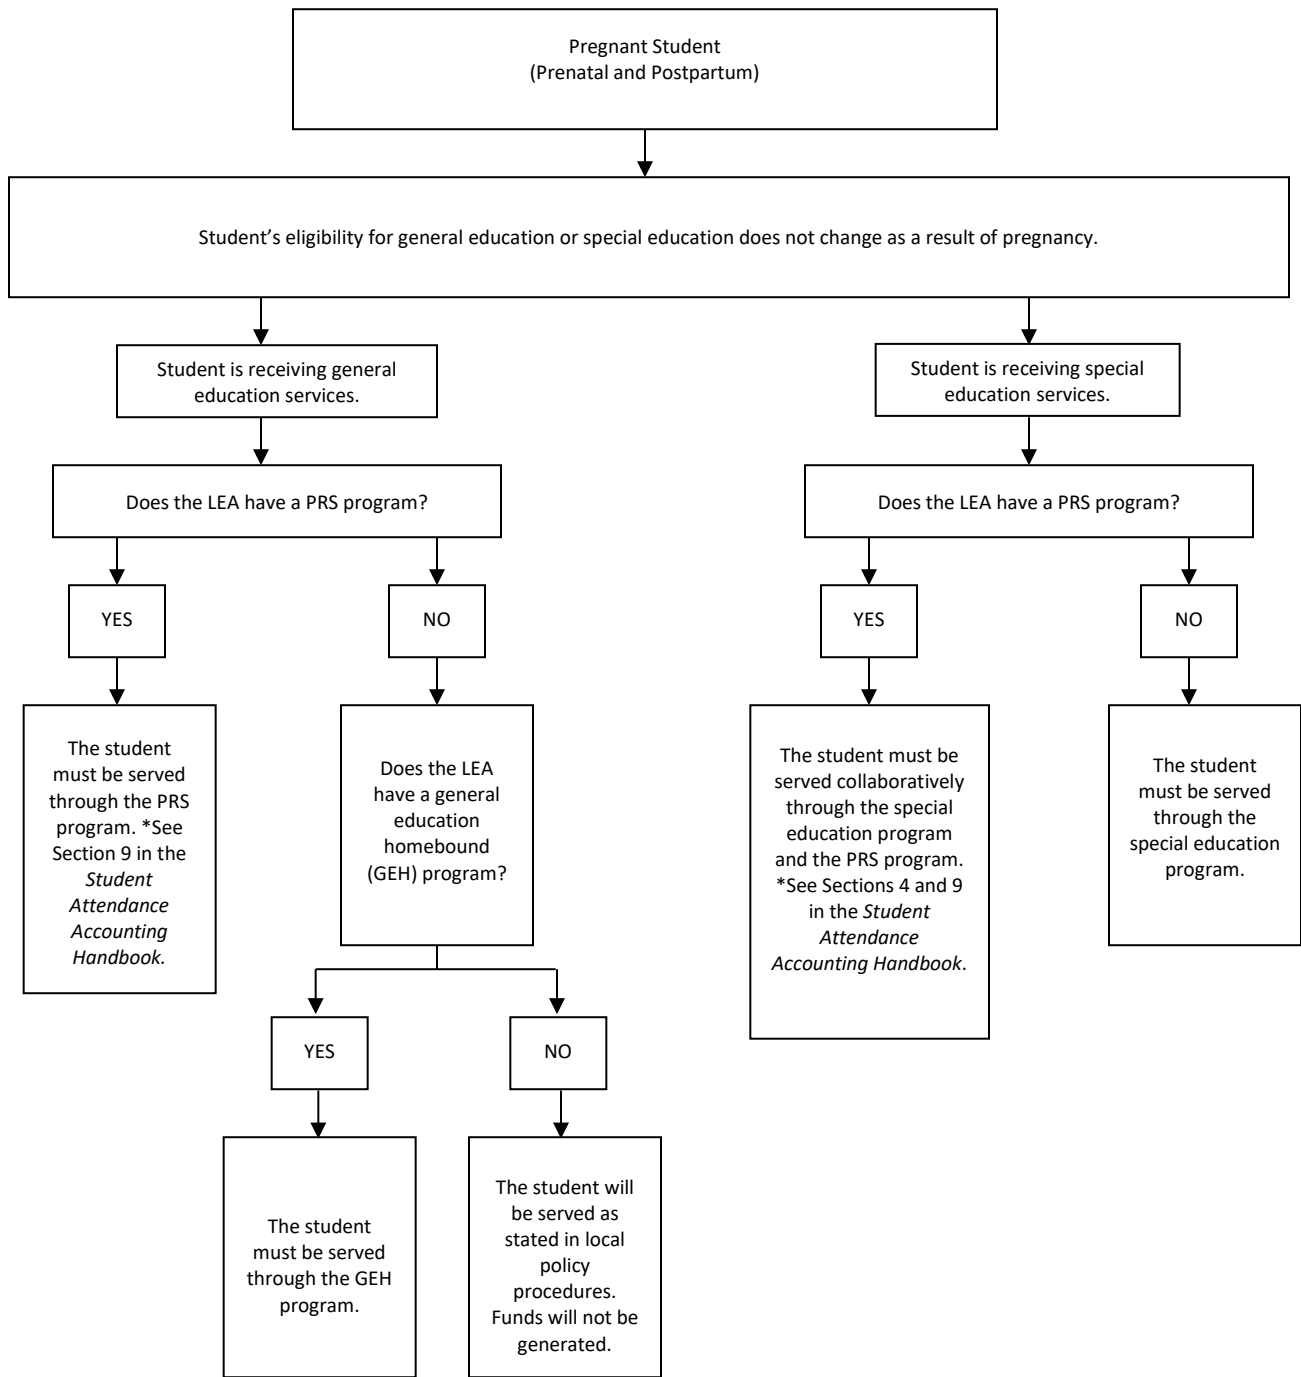 Pregnant Student
(Prenatal and Postpartum)
Student’s eligibility for general education or special education does not change as a result of pregnancy.
Student is receiving general
education services.
Student is receiving special
education services.
Does the LEA have a PRS program?
Does the LEA have a PRS program?
YES
NO
YES
NO
The student
must be served
through the PRS
program. *See
Section 9 in the
Student
Attendance
Accounting
Handbook.
Does the LEA
have a general
education
homebound
(GEH) program?
The student must be
served collaboratively
through the special
education program
and the PRS program.
*See Sections 4 and 9
in the Student
Attendance
Accounting Handbook.
The student
must be served
through the
special education
program.
YES
NO
The student
must be served
through the GEH
program.
The student will
be served as
stated in local
policy
procedures.
Funds will not be
generated.